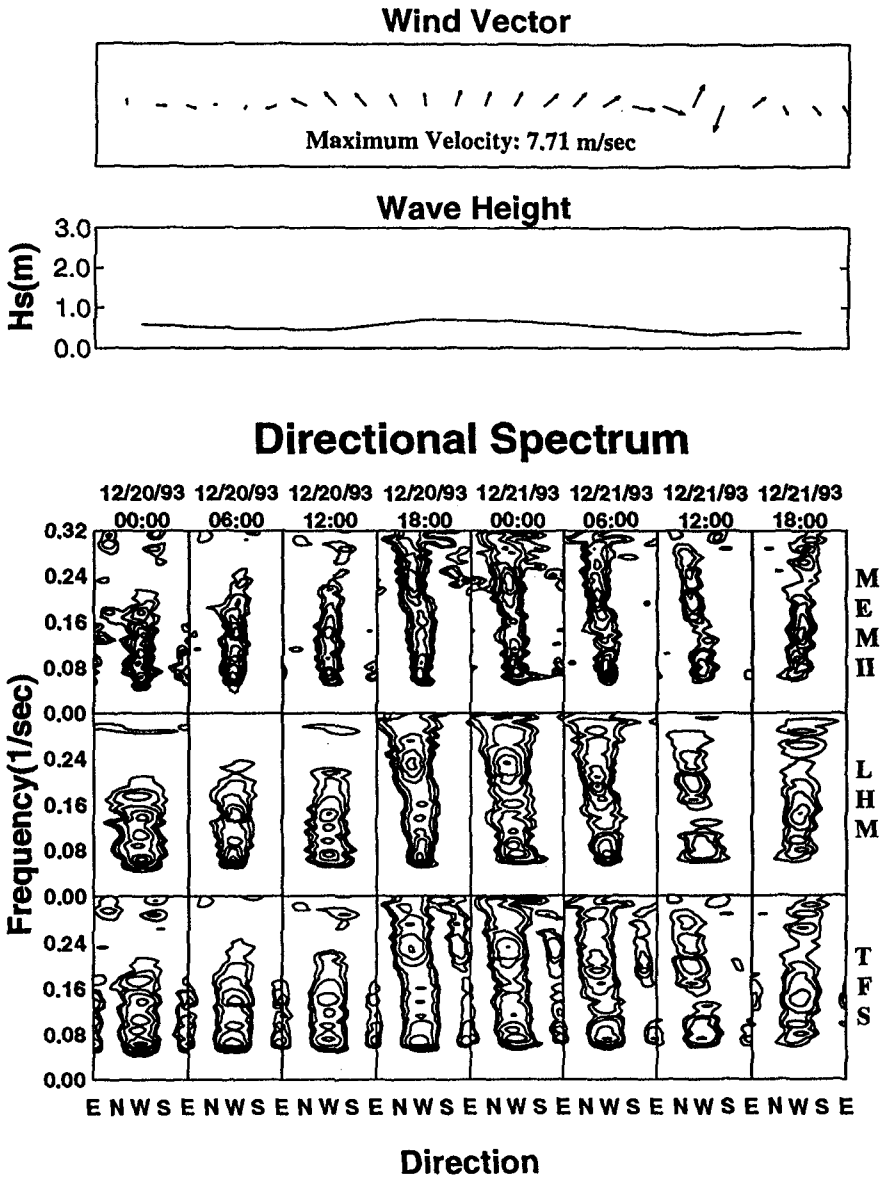 Wind Vector
Maximum Velocity: 7.71 m/sec
Wave Height
Hs(m)
3.0
2.0
1.0
0.0
Directional Spectrum
12/20/93 12/20/93 12/20/93 12/20/93 12/21/93 12/21/93 12/21/93 12/21/93
00:00 06:00 12:00 18:00 00:00 06:00 12:00 18:00
Frequency(1/sec)
0.32
0.24
0.16
0.08
0.00
MEM II
0.24
0.16
0.08
0.00
LHM
0.24
0.16
0.08
0.00
TFS
E N W S E N W S E N W S E N W S E N W S E N W S E N W S E N W S E
Direction